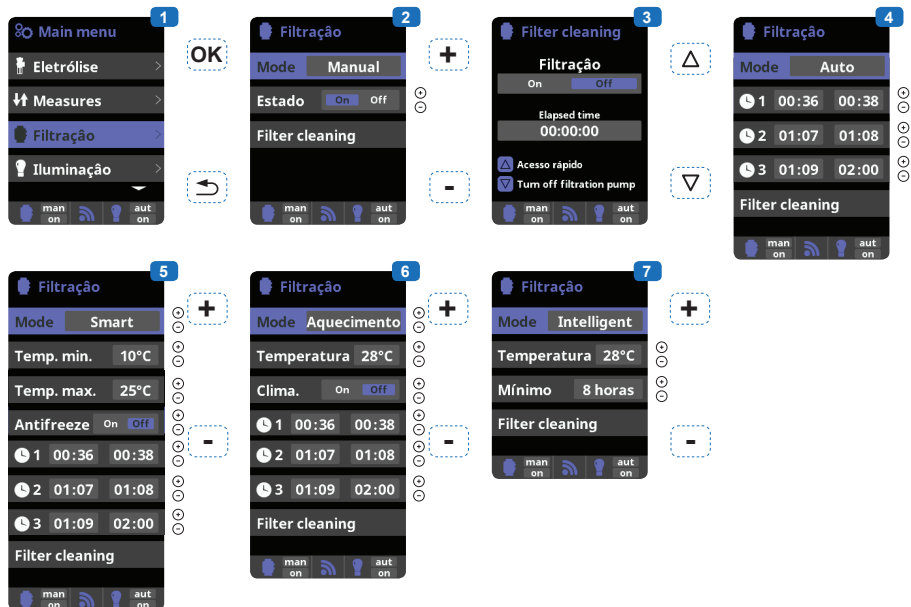 1
Main menu
Eletrólise
Measures
Filtração
Iluminação
man on
aut on
OK
2
Filtração
Mode Manual
Estado On Off
Filter cleaning
man on
aut on
+
-
3
Filter cleaning
Filtração
On Off
Elapsed time
00:00:00
Acesso rápido
Turn off filtration pump
man on
aut on
4
Filtração
Mode Auto
1 00:36 00:38
2 01:07 01:08
3 01:09 02:00
Filter cleaning
man on
aut on
5
Filtração
Mode Smart
Temp. min. 10°C
Temp. max. 25°C
Antifreeze On Off
1 00:36 00:38
2 01:07 01:08
3 01:09 02:00
Filter cleaning
man on
aut on
+
-
6
Filtração
Mode Aquecimento
Temperatura 28°C
Clima. On Off
1 00:36 00:38
2 01:07 01:08
3 01:09 02:00
Filter cleaning
man on
aut on
+
-
7
Filtração
Mode Intelligent
Temperatura 28°C
Mínimo 8 horas
Filter cleaning
man on
aut on
+
-